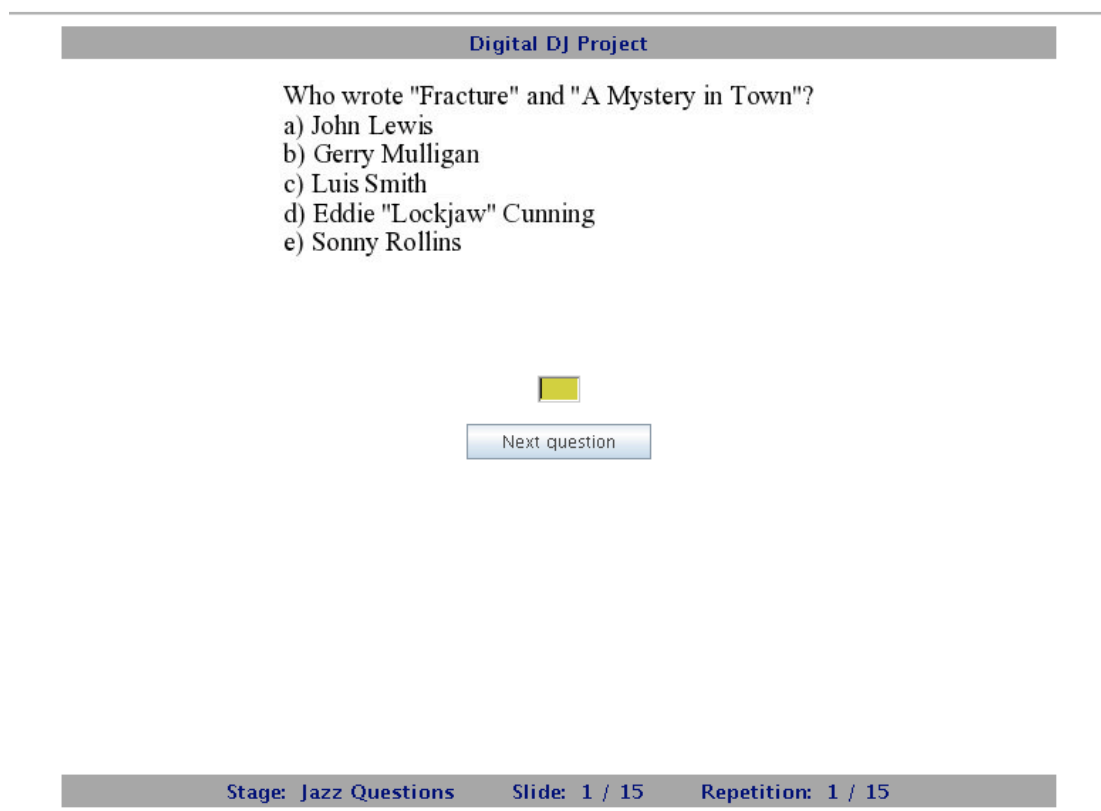 Digital DJ Project
Who wrote "Fracture" and "A Mystery in Town"?
a) John Lewis
b) Gerry Mulligan
c) Luis Smith
d) Eddie "Lockjaw" Cunning
e) Sonny Rollins
Next question
Stage: Jazz Questions Slide: 1 / 15 Repetition: 1 / 15